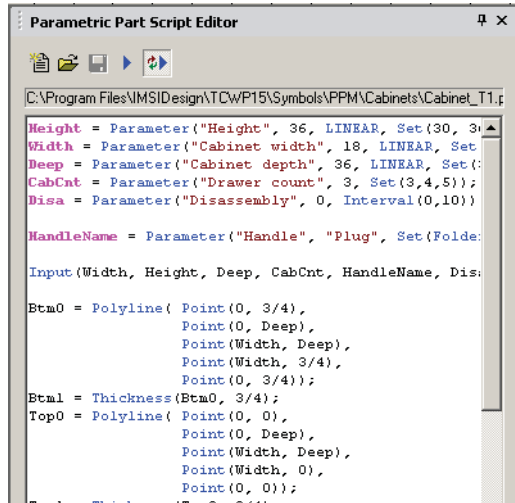 Parametric Part Script Editor
C:\Program Files\IMSIDesign\TCWP15\Symbols\PPM\Cabinets\Cabinet_T1.p
Height = Parameter("Height", 36, LINEAR, Set(30, 3
Width = Parameter("Cabinet width", 18, LINEAR, Set
Deep = Parameter("Cabinet depth", 36, LINEAR, Set(
CabCnt = Parameter("Drawer count", 3, Set(3,4,5));
Disa = Parameter("Disassembly", 0, Interval(0,10))
HandleName = Parameter("Handle", "Plug", Set(Folde
Input(Width, Height, Deep, CabCnt, HandleName, Disa
Btm0 = Polyline( Point(0, 3/4),
Point(0, Deep),
Point(Width, Deep),
Point(Width, 3/4),
Point(0, 3/4));
Btm1 = Thickness(Btm0, 3/4);
Top0 = Polyline( Point(0, 0),
Point(0, Deep),
Point(Width, Deep),
Point(Width, 0),
Point(0, 0));